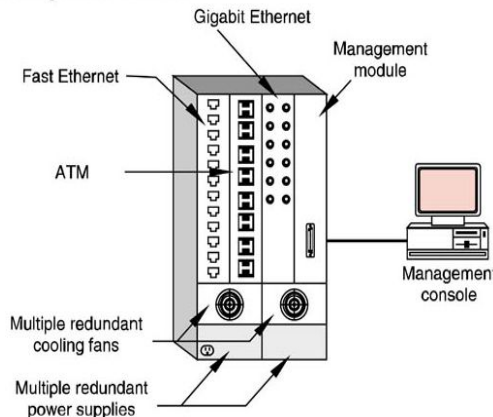 Gigabit Ethernet
Management
module
Fast Ethernet
ATM
Management
console
Multiple redundant
cooling fans
Multiple redundant
power supplies